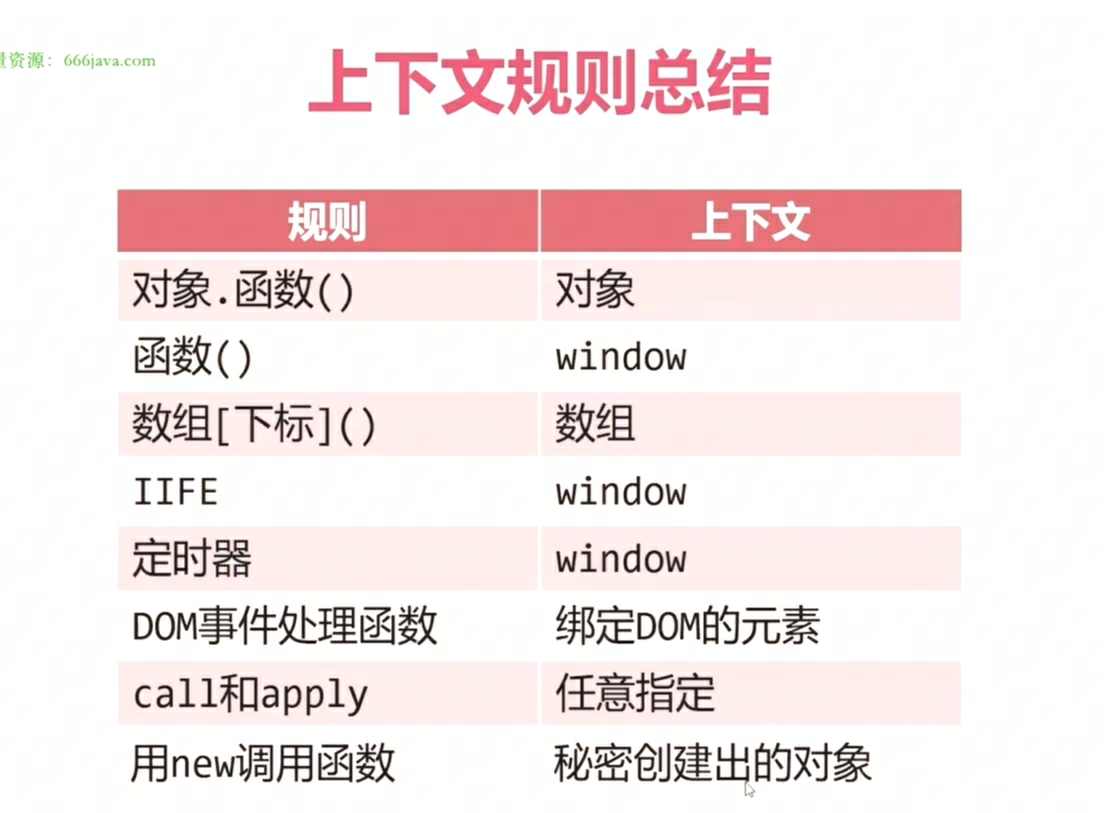 量资源：666java.com
上下文规则总结
规则 上下文
对象.函数() 对象
函数() window
数组[下标]() 数组
IIFE window
定时器 window
DOM事件处理函数 绑定DOM的元素
call和apply 任意指定
用new调用函数 秘密创建出的对象